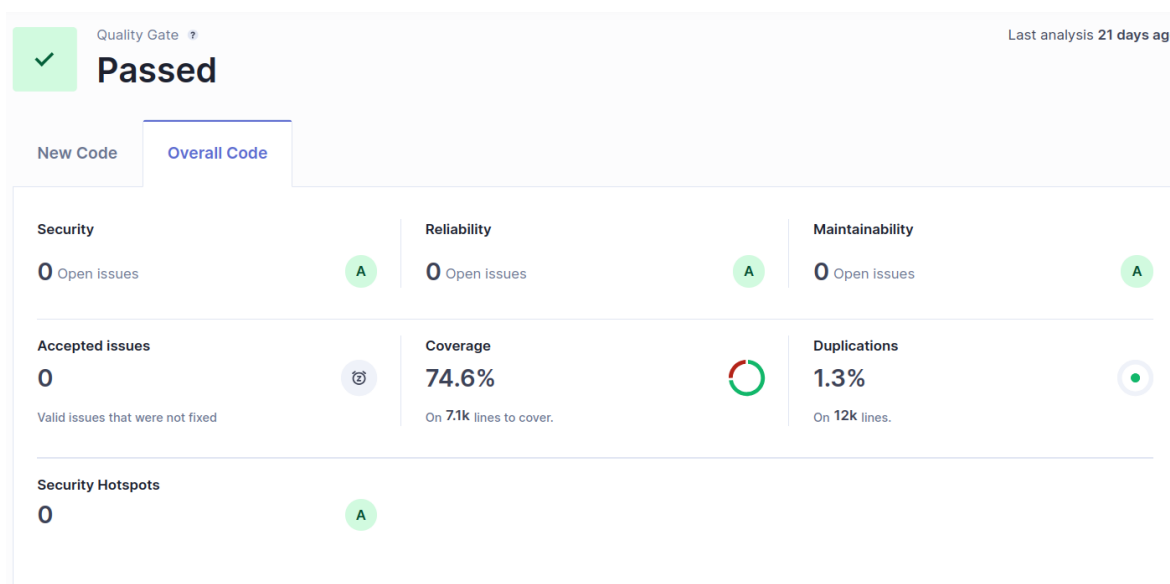 Quality Gate ?
Last analysis 21 days ag
Passed
New Code
Overall Code
Security
Reliability
Maintainability
0 Open issues
A
0 Open issues
A
0 Open issues
A
Accepted issues
Coverage
Duplications
0
74.6%
1.3%
Valid issues that were not fixed
On 7.1k lines to cover.
On 12k lines.
Security Hotspots
0
A